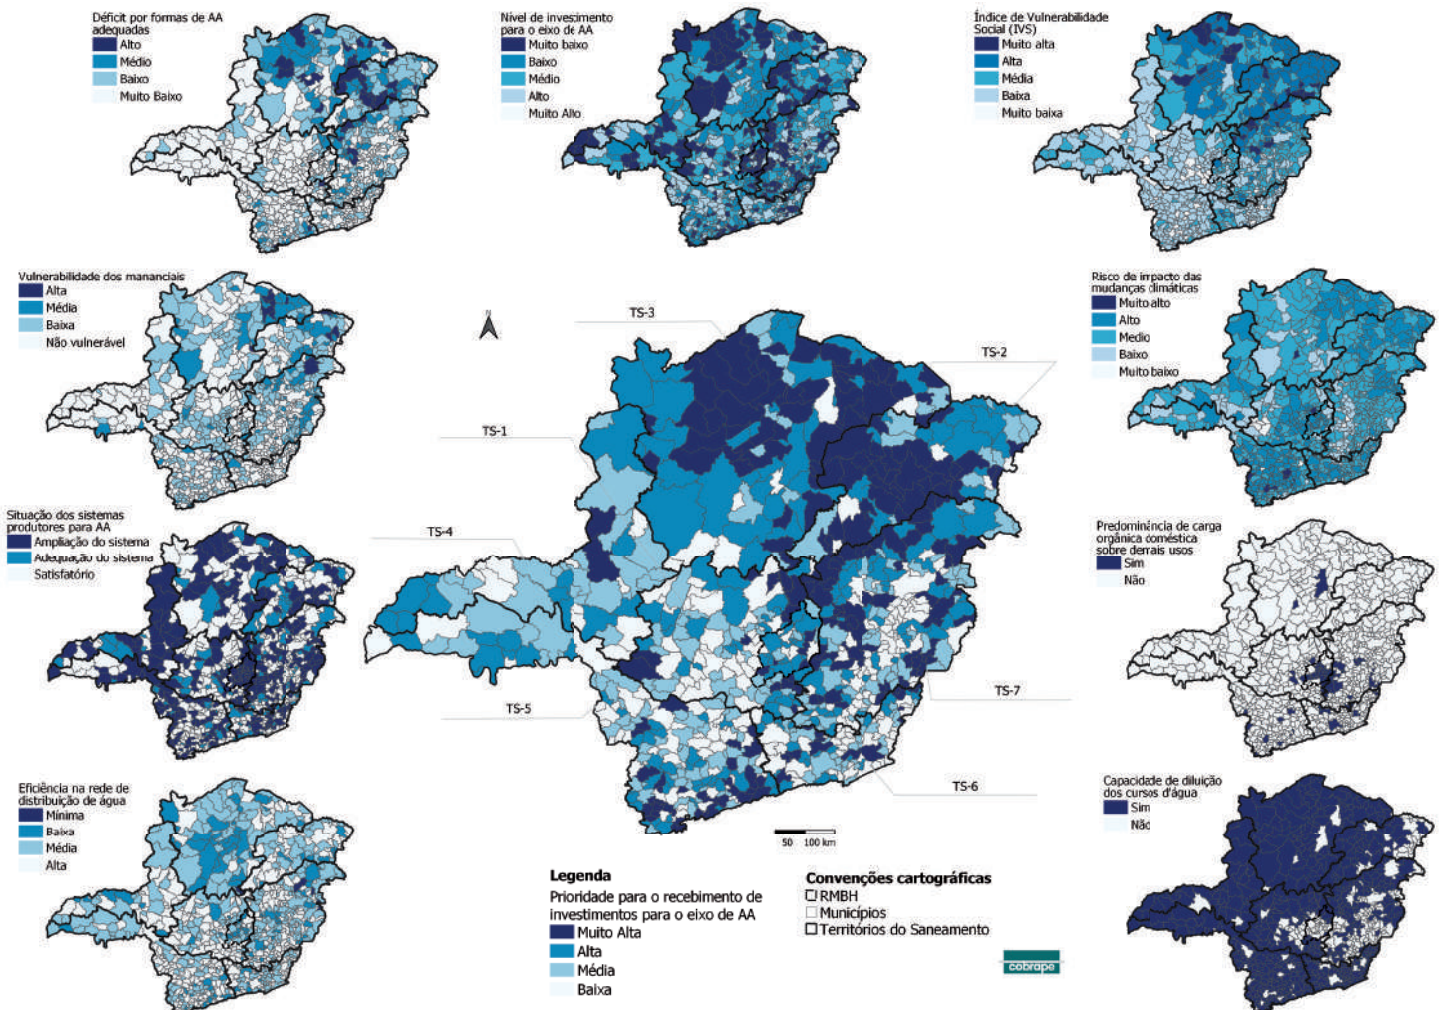 Déficit por formas de AA
adequadas
Alto
Médio
Baixo
Muito Baixo
Nível de investimento
para o eixo de AA
Muito baixo
Baixo
Médio
Alto
Muito Alto
Índice de Vulnerabilidade
Social (IVS)
Muito alta
Alta
Média
Baixa
Muito baixa
Vulnerabilidade dos mananciais
Alta
Média
Baixa
Não vulnerável
Risco de impacto das
mudanças climáticas
Muito alto
Alto
Medio
Baixo
Muito baixo
Situação dos sistemas
produtores para AA
Ampliação do sistema
Adequação do sistema
Satisfatório
Predominância de carga
orgânica doméstica
sobre demais usos
Sim
Não
Eficiência na rede de
distribuição de água
Mínima
Baixa
Média
Alta
Capacidade de diluição
dos cursos d'água
Sim
Não
N
TS-3
TS-2
TS-1
TS-4
TS-5
TS-7
TS-6
50 100 km
Legenda
Prioridade para o recebimento de
investimentos para o eixo de AA
Muito Alta
Alta
Média
Baixa
Convenções cartográficas
RMBH
Municípios
Territórios do Saneamento
cobrape